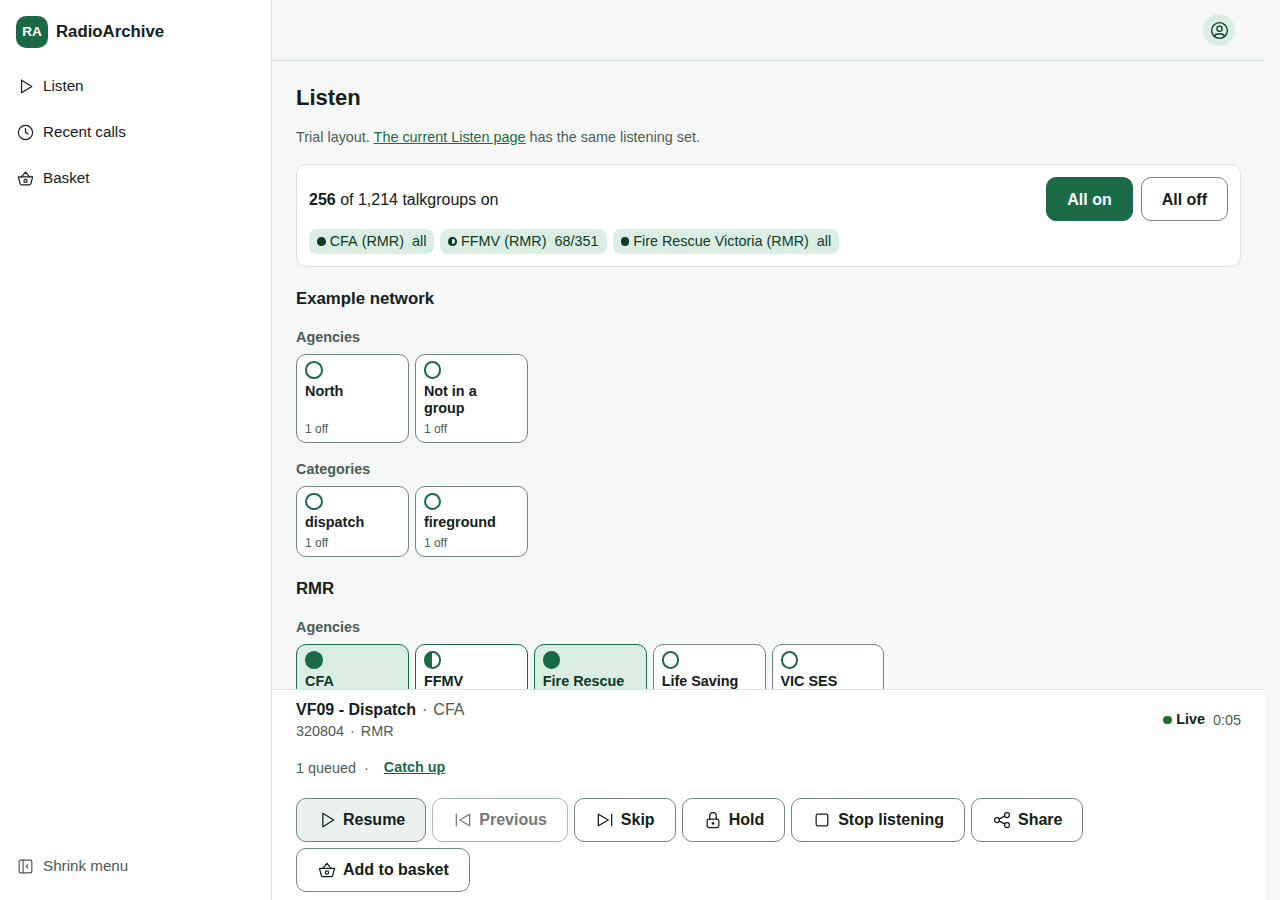 RA RadioArchive
Listen
Recent calls
Basket
Shrink menu
Listen
Trial layout. The current Listen page has the same listening set.
256 of 1,214 talkgroups on
All on
All off
CFA (RMR) all
FFMV (RMR) 68/351
Fire Rescue Victoria (RMR) all
Example network
Agencies
North
1 off
Not in a
group
1 off
Categories
dispatch
1 off
fireground
1 off
RMR
Agencies
CFA
FFMV
Fire Rescue
Life Saving
VIC SES
VF09 - Dispatch · CFA
320804 · RMR
Live 0:05
1 queued · Catch up
Resume
Previous
Skip
Hold
Stop listening
Share
Add to basket